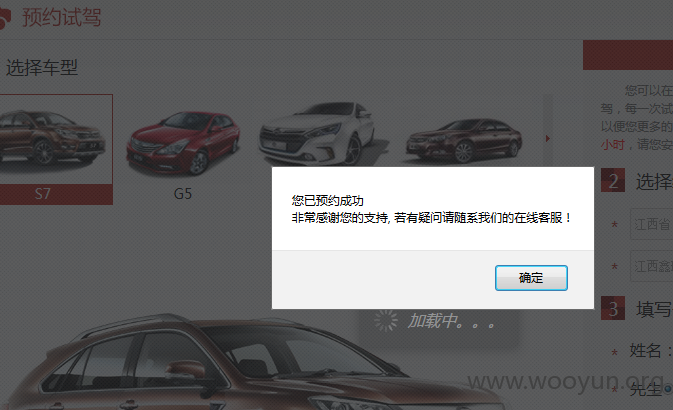 预约试驾
选择车型
S7
G5
您可以在
驾，每一次试
以便您更多的
小时，请您安
2 选择
* 江西省
* 江西鑫
3 填写
* 姓名：
* 先生
您已预约成功
非常感谢您的支持, 若有疑问请随系我们的在线客服！
确定
加载中。。。
www.wooyun.org